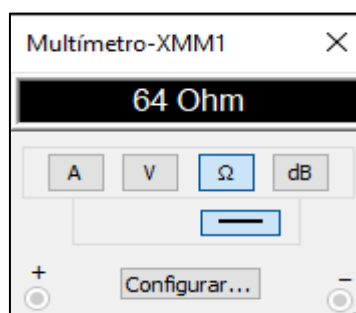 Multímetro-XMM1
64 Ohm
A V Ω dB
+ Configurar... −